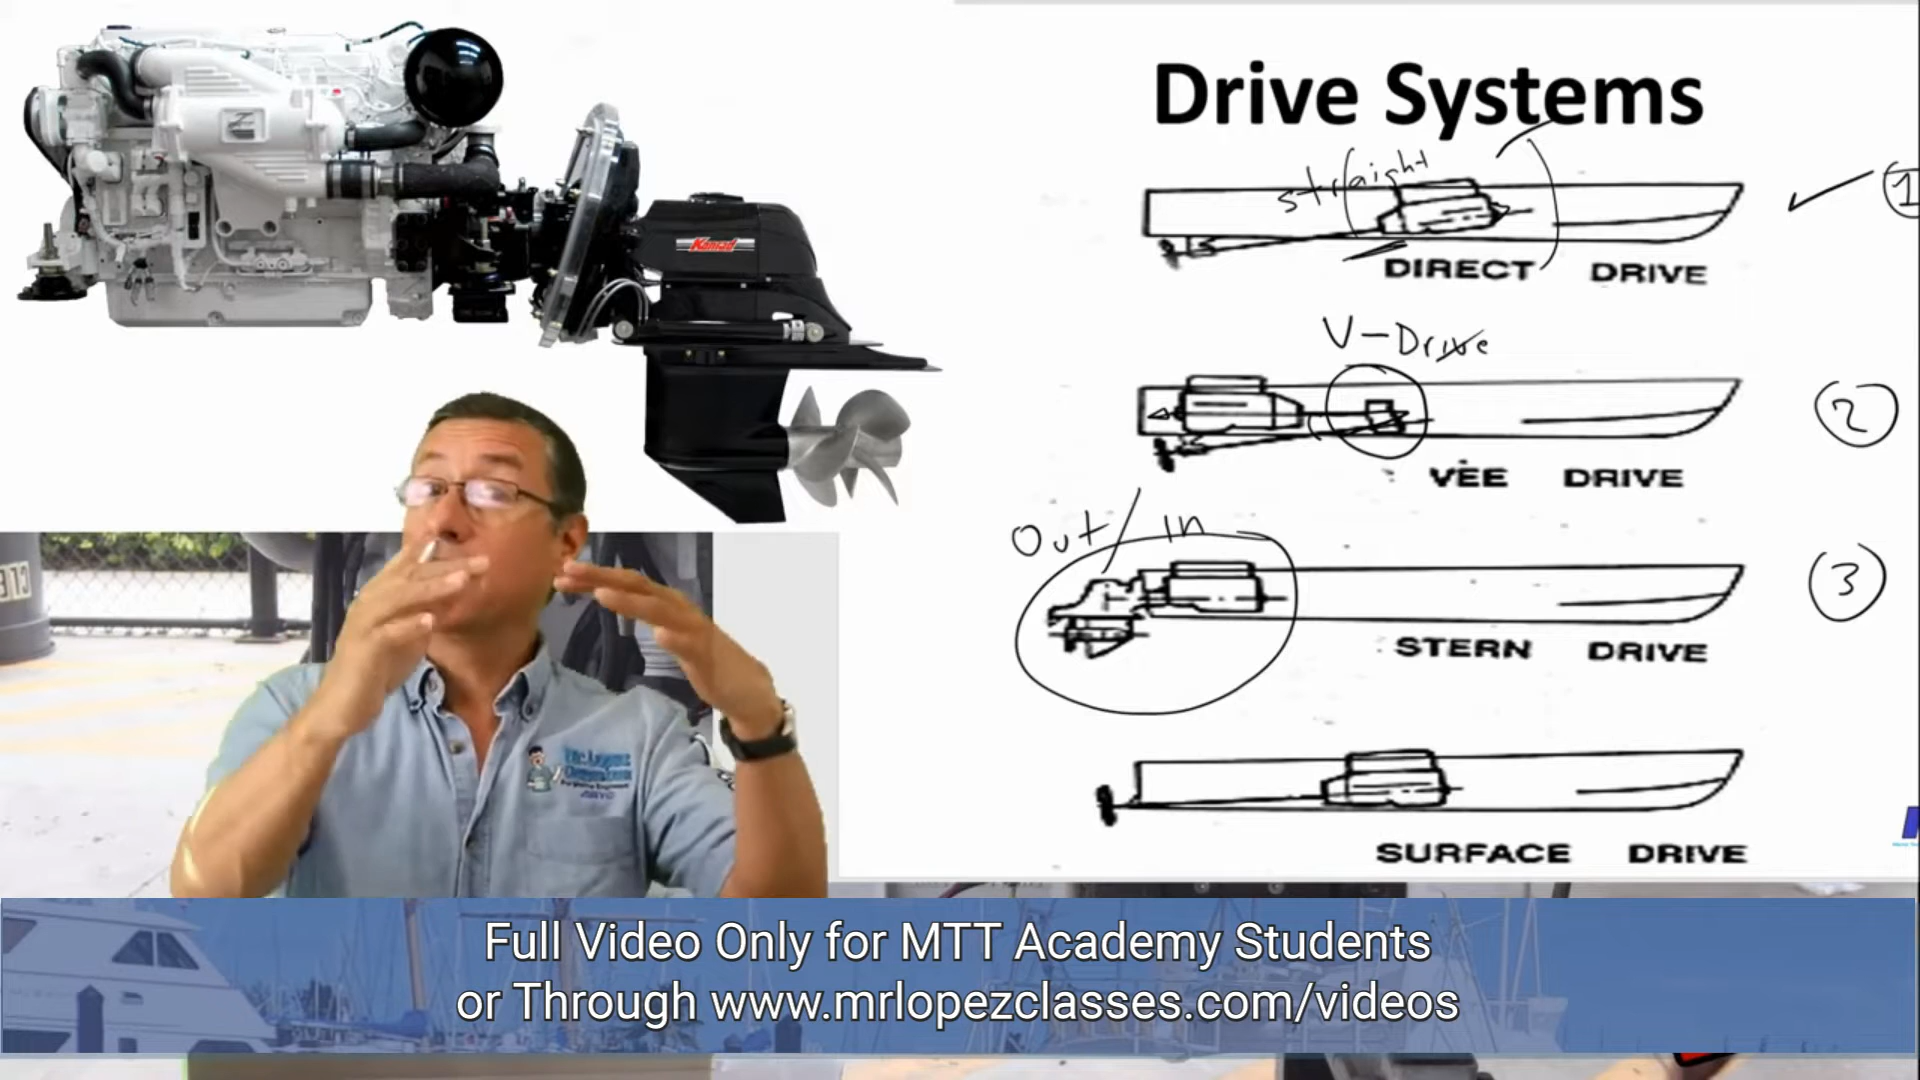 Drive Systems
straight
DIRECT DRIVE
1
V-Drive
VEE DRIVE
2
Out/in
STERN DRIVE
3
SURFACE DRIVE
Full Video Only for MTT Academy Students
or Through www.mrlopezclasses.com/videos